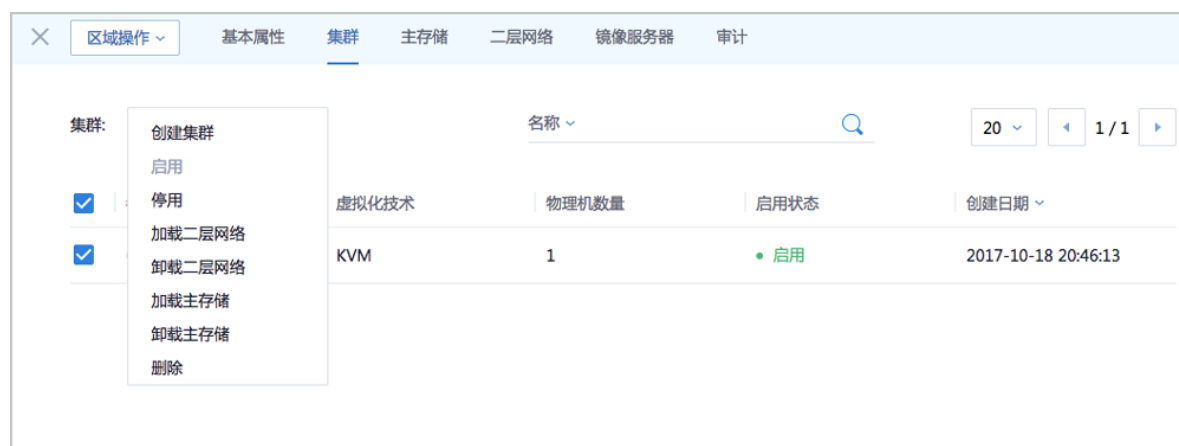 区域操作 基本属性 集群 主存储 二层网络 镜像服务器 审计
集群: 名称 20 1 / 1
创建集群
启用
停用
加载二层网络
卸载二层网络
加载主存储
卸载主存储
删除
虚拟化技术 物理机数量 启用状态 创建日期
KVM 1 启用 2017-10-18 20:46:13